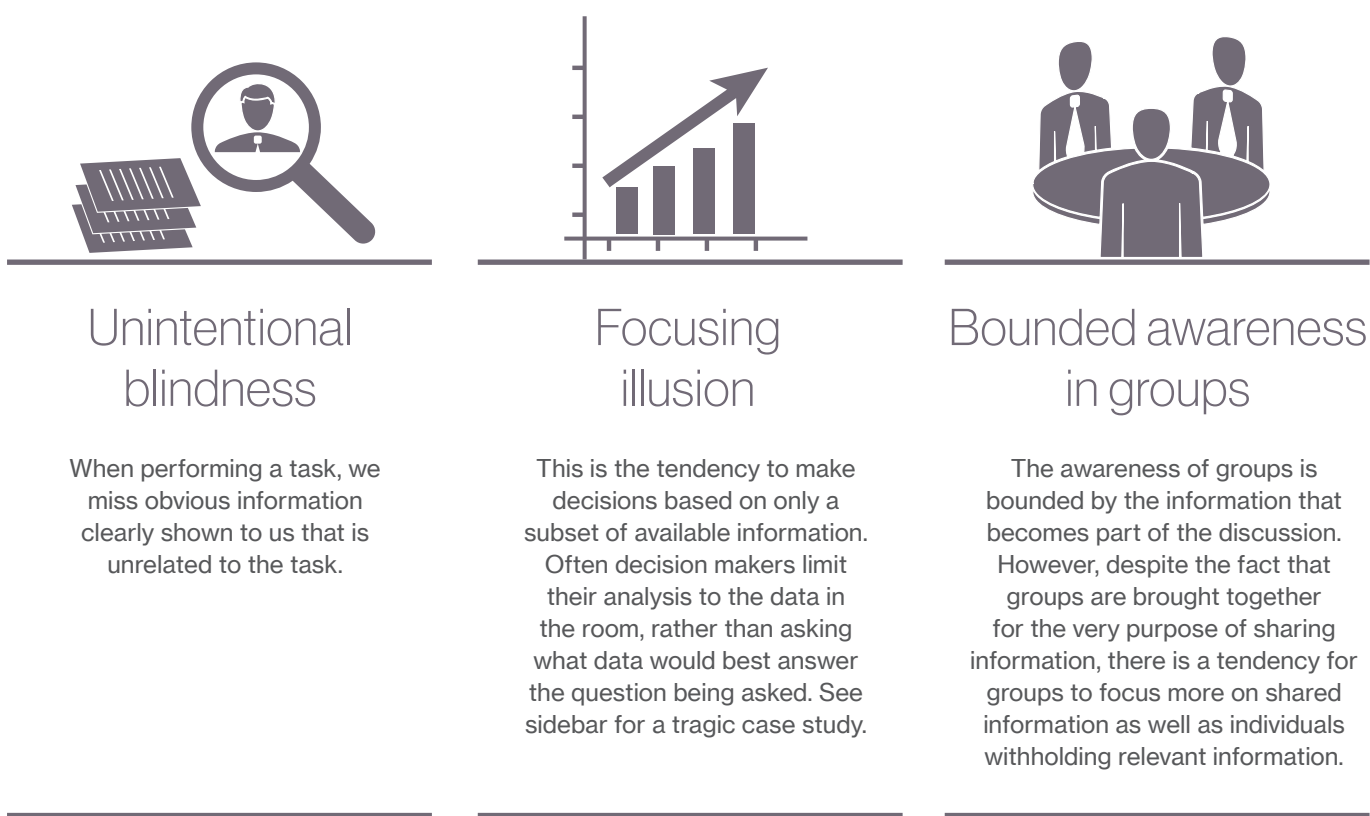 Unintentional
blindness
When performing a task, we
miss obvious information
clearly shown to us that is
unrelated to the task.
Focusing
illusion
This is the tendency to make
decisions based on only a
subset of available information.
Often decision makers limit
their analysis to the data in
the room, rather than asking
what data would best answer
the question being asked. See
sidebar for a tragic case study.
Bounded awareness
in groups
The awareness of groups is
bounded by the information that
becomes part of the discussion.
However, despite the fact that
groups are brought together
for the very purpose of sharing
information, there is a tendency for
groups to focus more on shared
information as well as individuals
withholding relevant information.